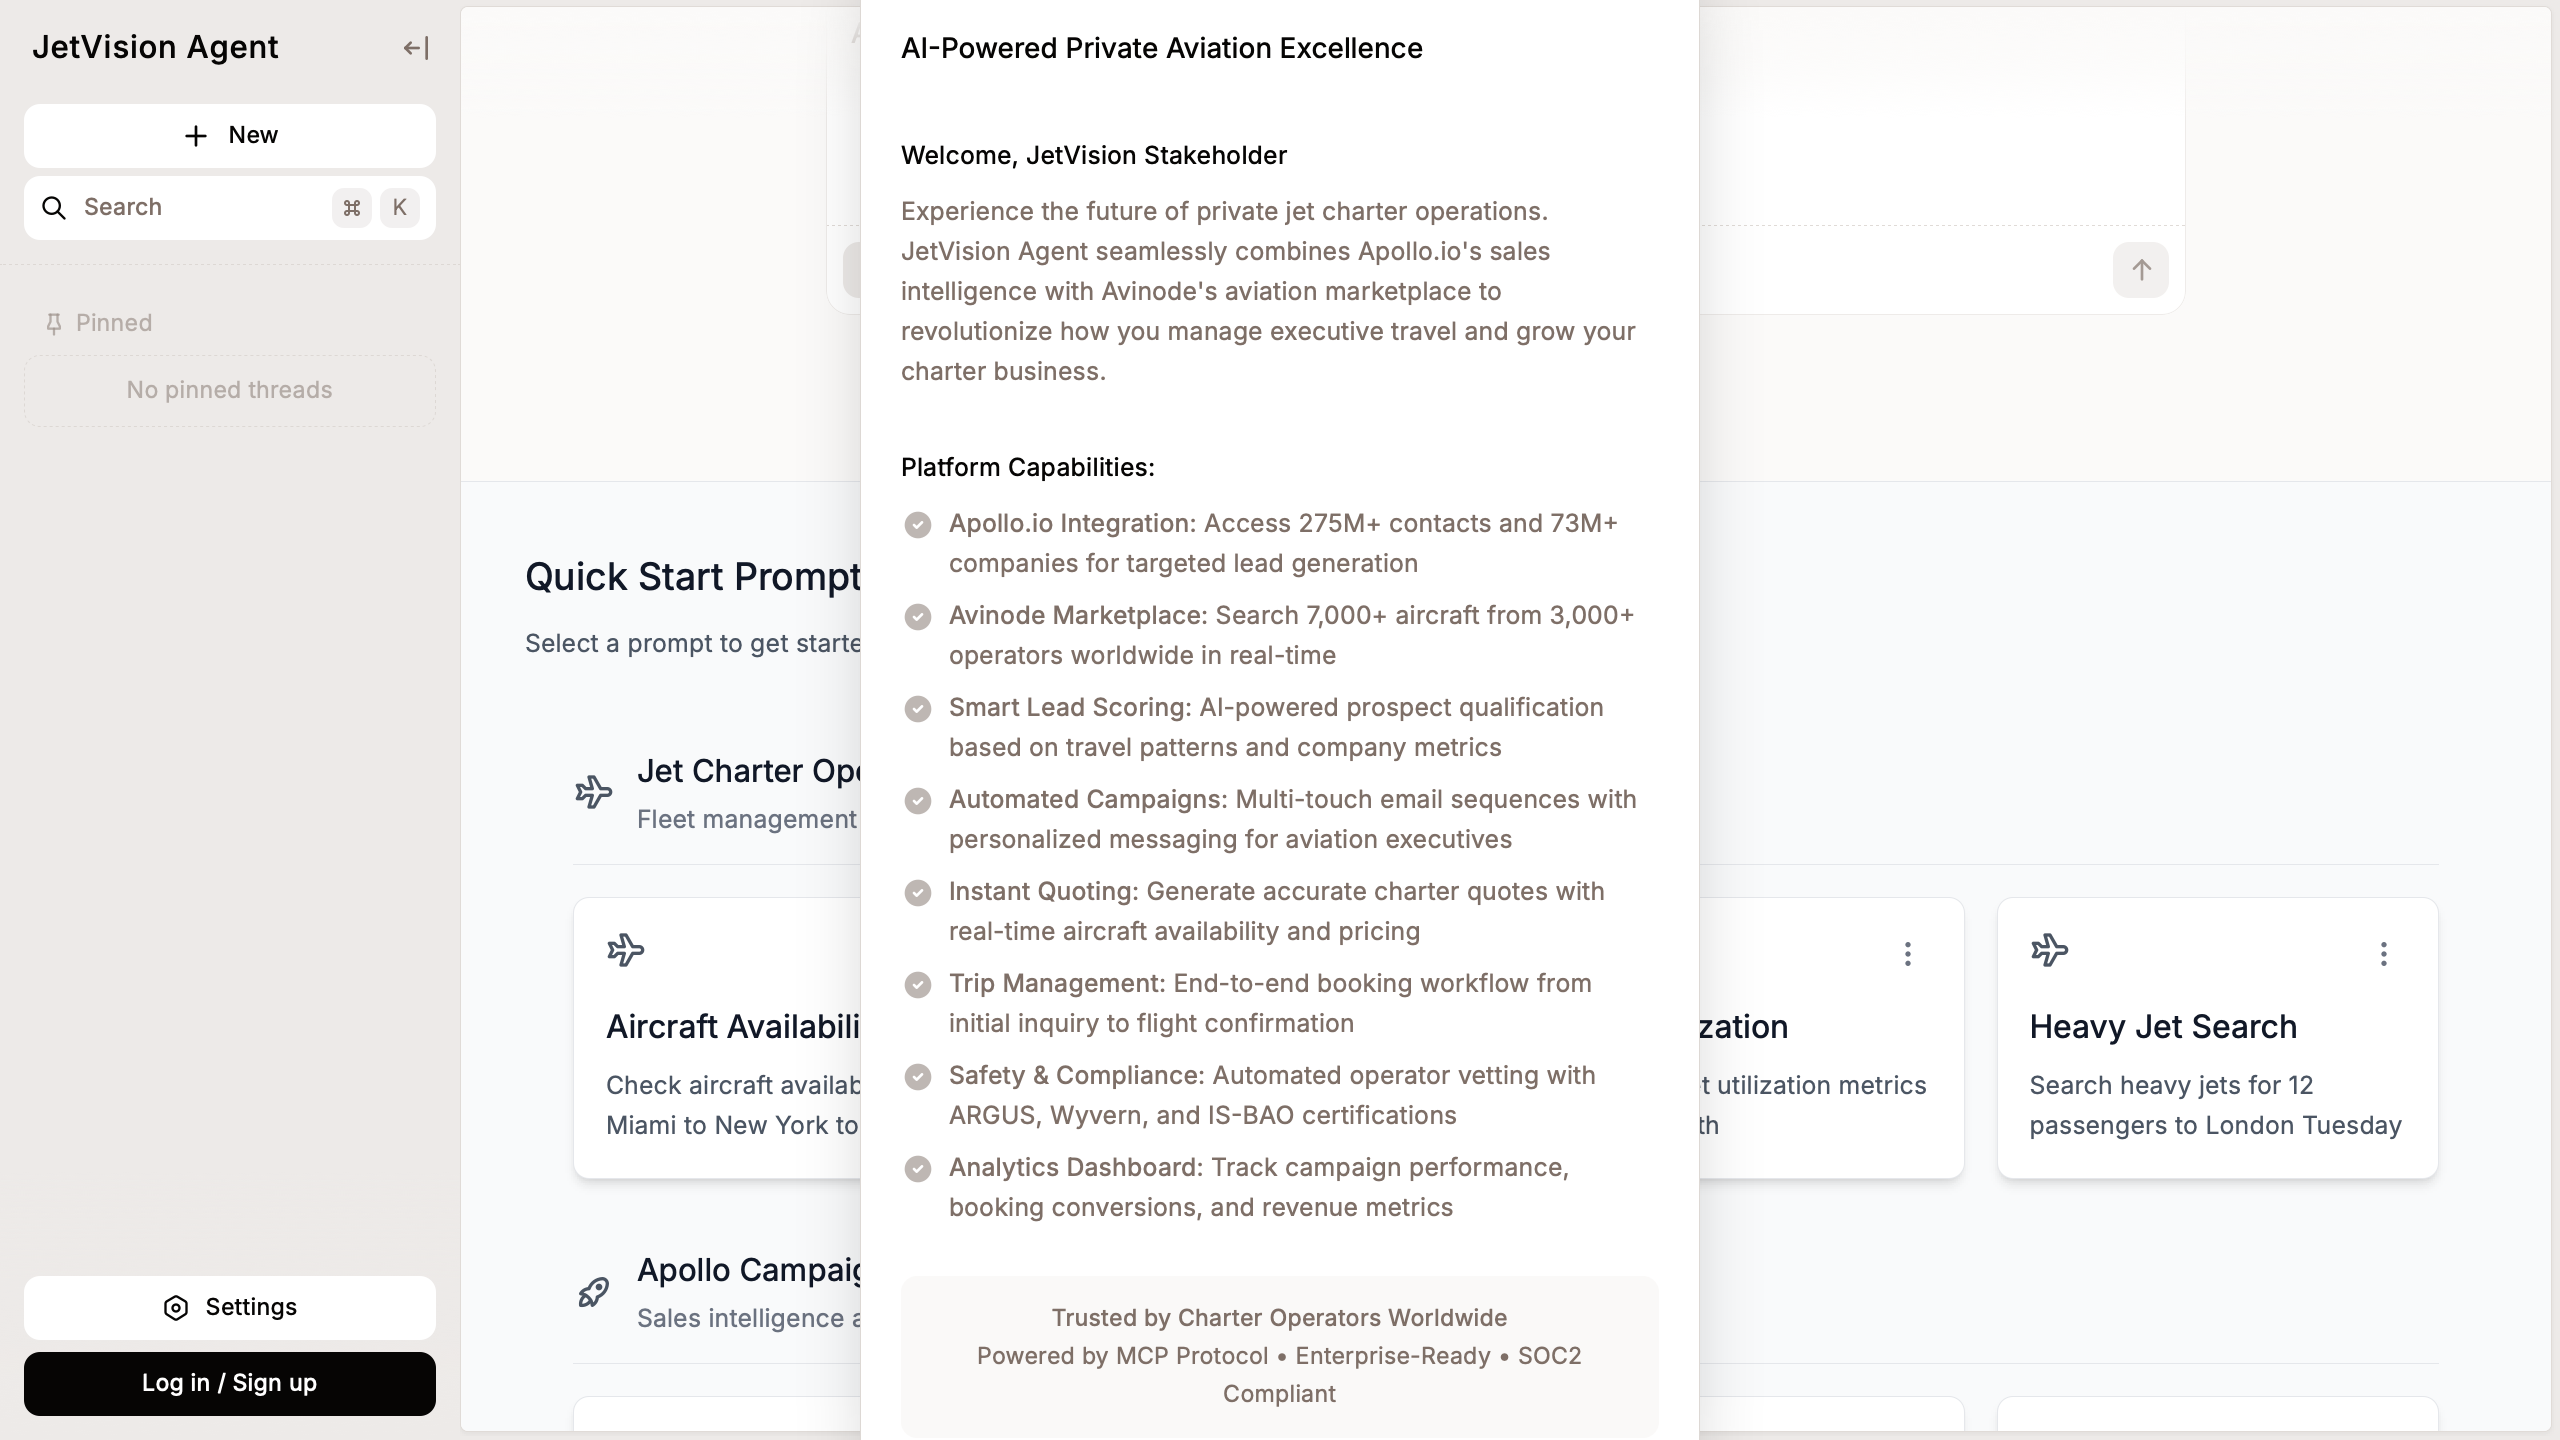 JetVision Agent
New
Search
⌘ K
Pinned
No pinned threads
Settings
Log in / Sign up
Quick Start Prompt
Select a prompt to get starte
Jet Charter Ope
Fleet management
Aircraft Availabili
Check aircraft availab
Miami to New York to
Apollo Campaig
Sales intelligence a
AI-Powered Private Aviation Excellence
Welcome, JetVision Stakeholder
Experience the future of private jet charter operations.
JetVision Agent seamlessly combines Apollo.io's sales
intelligence with Avinode's aviation marketplace to
revolutionize how you manage executive travel and grow your
charter business.
Platform Capabilities:
Apollo.io Integration: Access 275M+ contacts and 73M+
companies for targeted lead generation
Avinode Marketplace: Search 7,000+ aircraft from 3,000+
operators worldwide in real-time
Smart Lead Scoring: AI-powered prospect qualification
based on travel patterns and company metrics
Automated Campaigns: Multi-touch email sequences with
personalized messaging for aviation executives
Instant Quoting: Generate accurate charter quotes with
real-time aircraft availability and pricing
Trip Management: End-to-end booking workflow from
initial inquiry to flight confirmation
Safety & Compliance: Automated operator vetting with
ARGUS, Wyvern, and IS-BAO certifications
Analytics Dashboard: Track campaign performance,
booking conversions, and revenue metrics
Trusted by Charter Operators Worldwide
Powered by MCP Protocol • Enterprise-Ready • SOC2
Compliant
zation
t utilization metrics
th
Heavy Jet Search
Search heavy jets for 12
passengers to London Tuesday